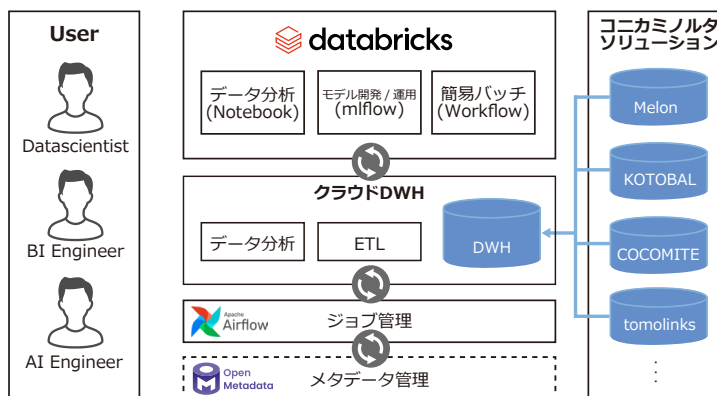 User
Datascientist
BI Engineer
AI Engineer
databricks
データ分析
(Notebook)
モデル開発 / 運用
(mlflow)
簡易バッチ
(Workflow)
クラウドDWH
データ分析
ETL
DWH
Apache
Airflow
ジョブ管理
Open
Metadata
メタデータ管理
コニカミノルタ
ソリューション
Melon
KOTOBAL
COCOMITE
tomolinks
⋮